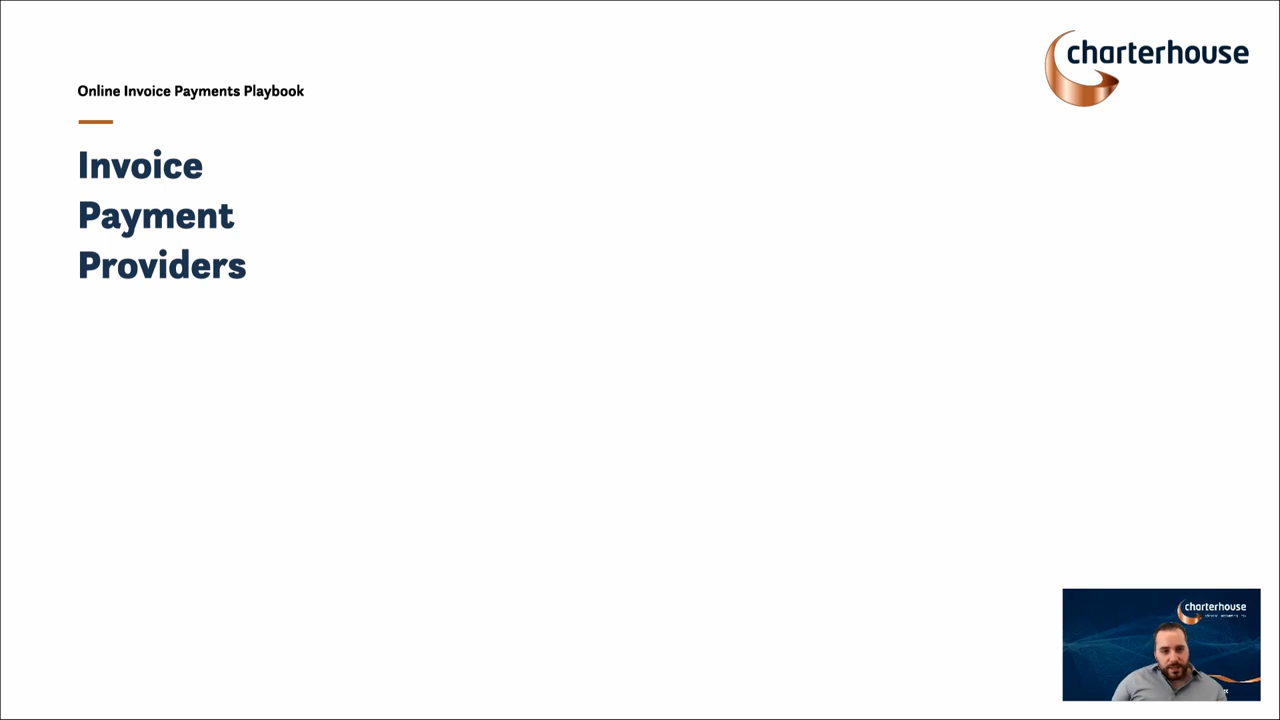 charterhouse
Online Invoice Payments Playbook
Invoice
Payment
Providers
charterhouse